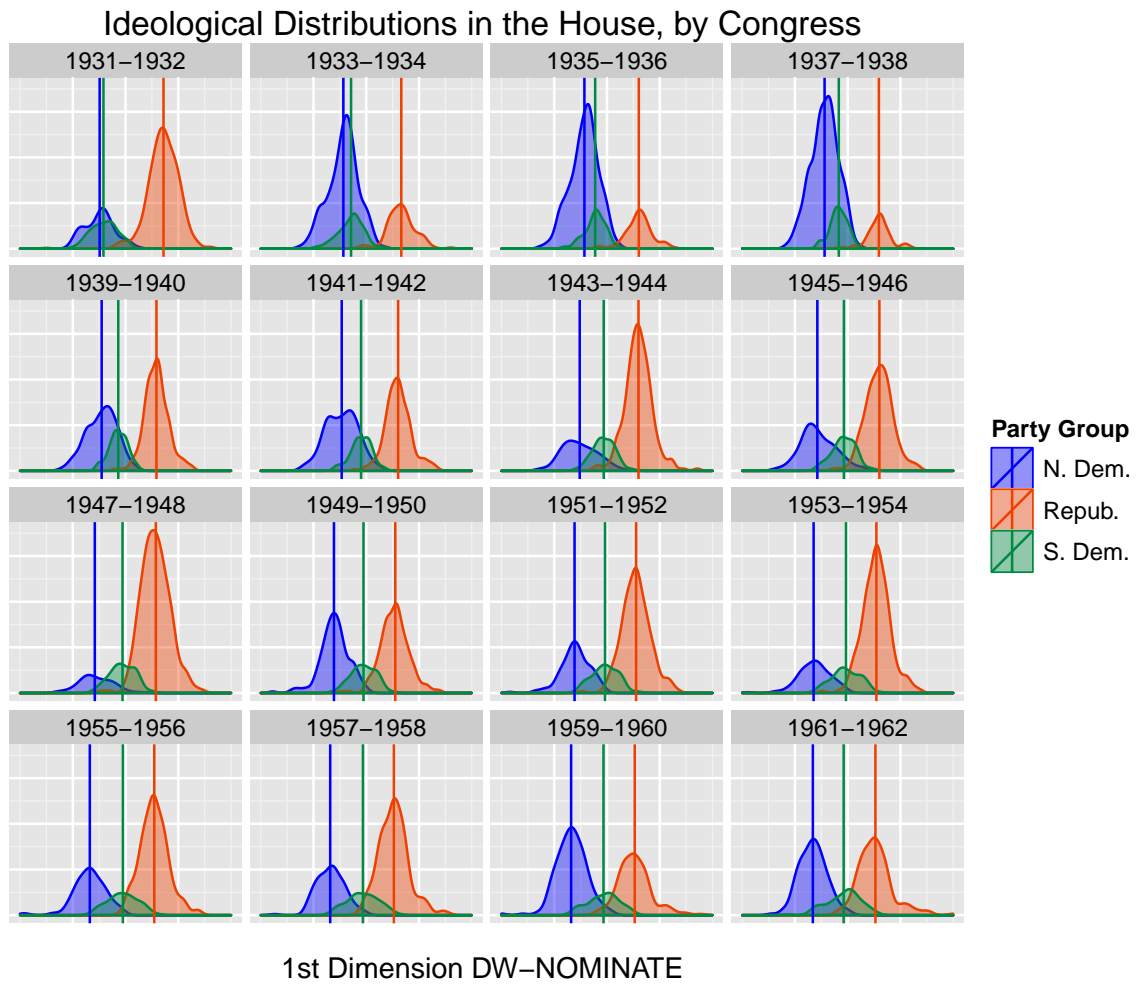 Ideological Distributions in the House, by Congress
1931−1932
1933−1934
1935−1936
1937−1938
1939−1940
1941−1942
1943−1944
1945−1946
1947−1948
1949−1950
1951−1952
1953−1954
1955−1956
1957−1958
1959−1960
1961−1962
Party Group
N. Dem.
Repub.
S. Dem.
1st Dimension DW−NOMINATE